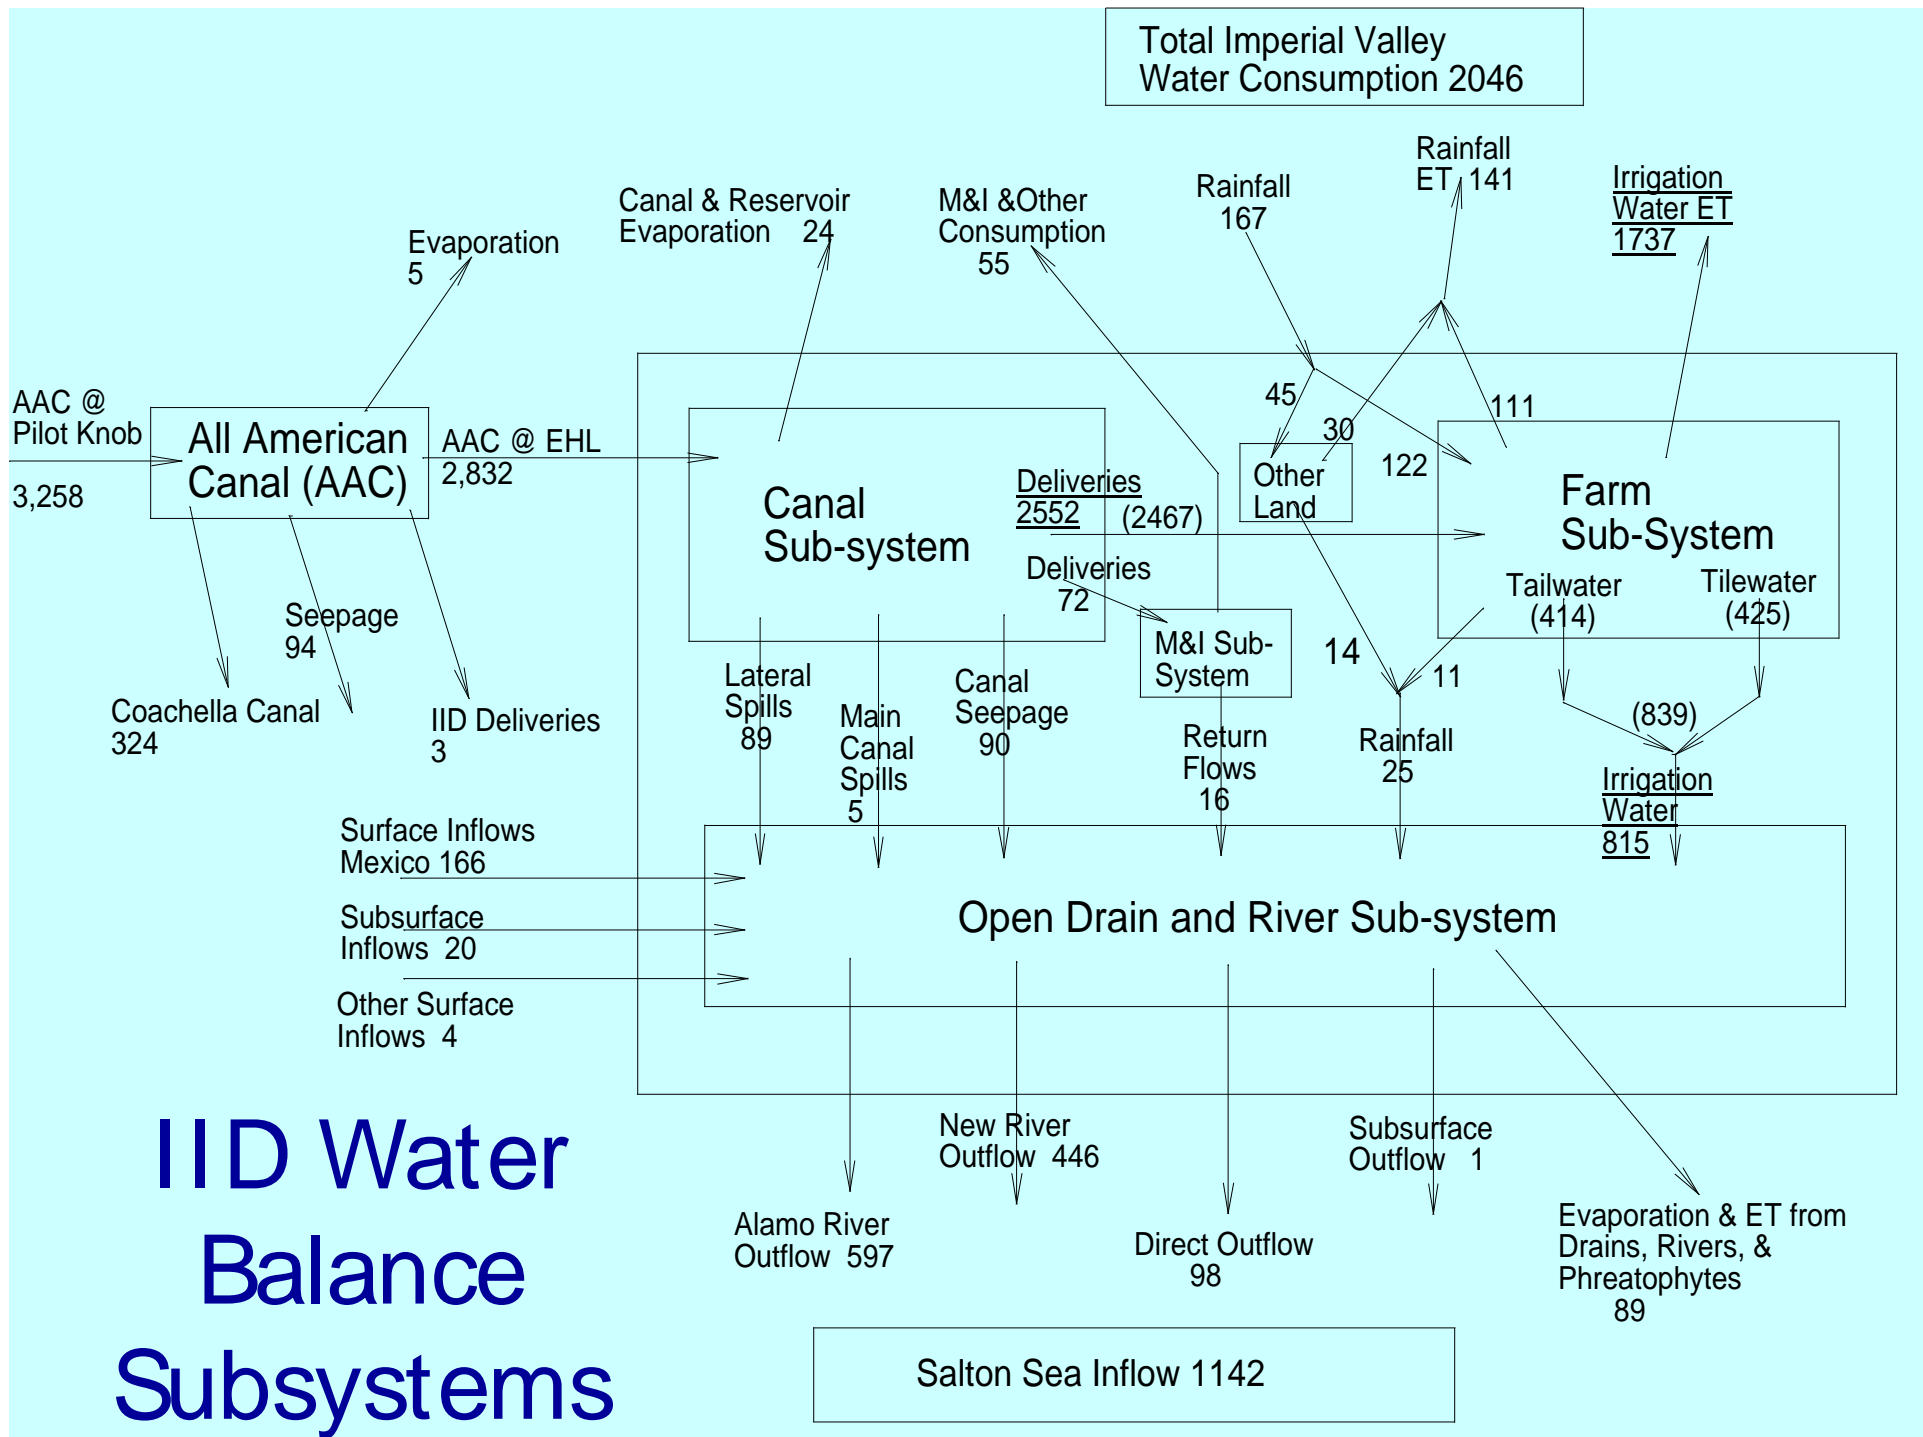 Total Imperial Valley
Water Consumption 2046
Rainfall
ET 141
Irrigation
Water ET
1737
Rainfall
167
Canal & Reservoir
Evaporation 24
M&I &Other
Consumption
55
Evaporation
5
AAC @
Pilot Knob
3,258
All American
Canal (AAC)
AAC @ EHL
2,832
45
30
111
122
Other
Land
Canal
Sub-system
Deliveries
2552 (2467)
Farm
Sub-System
Deliveries
72
Tailwater
(414)
Tilewater
(425)
Seepage
94
M&I Sub-
System
14
11
Coachella Canal
324
IID Deliveries
3
Lateral
Spills
89
Main
Canal
Spills
5
Canal
Seepage
90
Return
Flows
16
Rainfall
25
(839)
Irrigation
Water
815
Surface Inflows
Mexico 166
Subsurface
Inflows 20
Other Surface
Inflows 4
Open Drain and River Sub-system
New River
Outflow 446
Subsurface
Outflow 1
Alamo River
Outflow 597
Direct Outflow
98
Evaporation & ET from
Drains, Rivers, &
Phreatophytes
89
IID Water
Balance
Subsystems
Salton Sea Inflow 1142